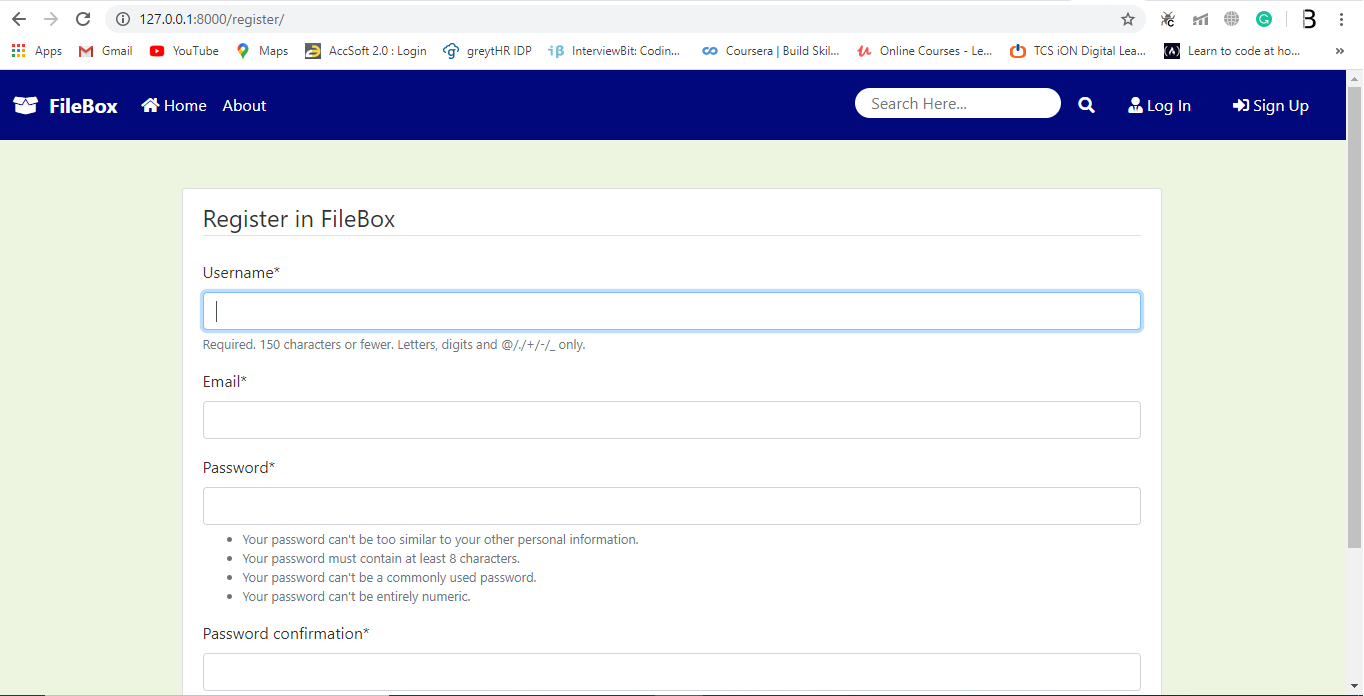 127.0.0.1:8000/register/
Apps Gmail YouTube Maps AccSoft 2.0 : Login greytHR IDP InterviewBit: Codin... Coursera | Build Skil... Online Courses - Le... TCS iON Digital Lea... Learn to code at ho... »
FileBox Home About Search Here... Log In Sign Up
Register in FileBox
Username*
Required. 150 characters or fewer. Letters, digits and @/./+/-/_ only.
Email*
Password*
• Your password can't be too similar to your other personal information.
• Your password must contain at least 8 characters.
• Your password can't be a commonly used password.
• Your password can't be entirely numeric.
Password confirmation*